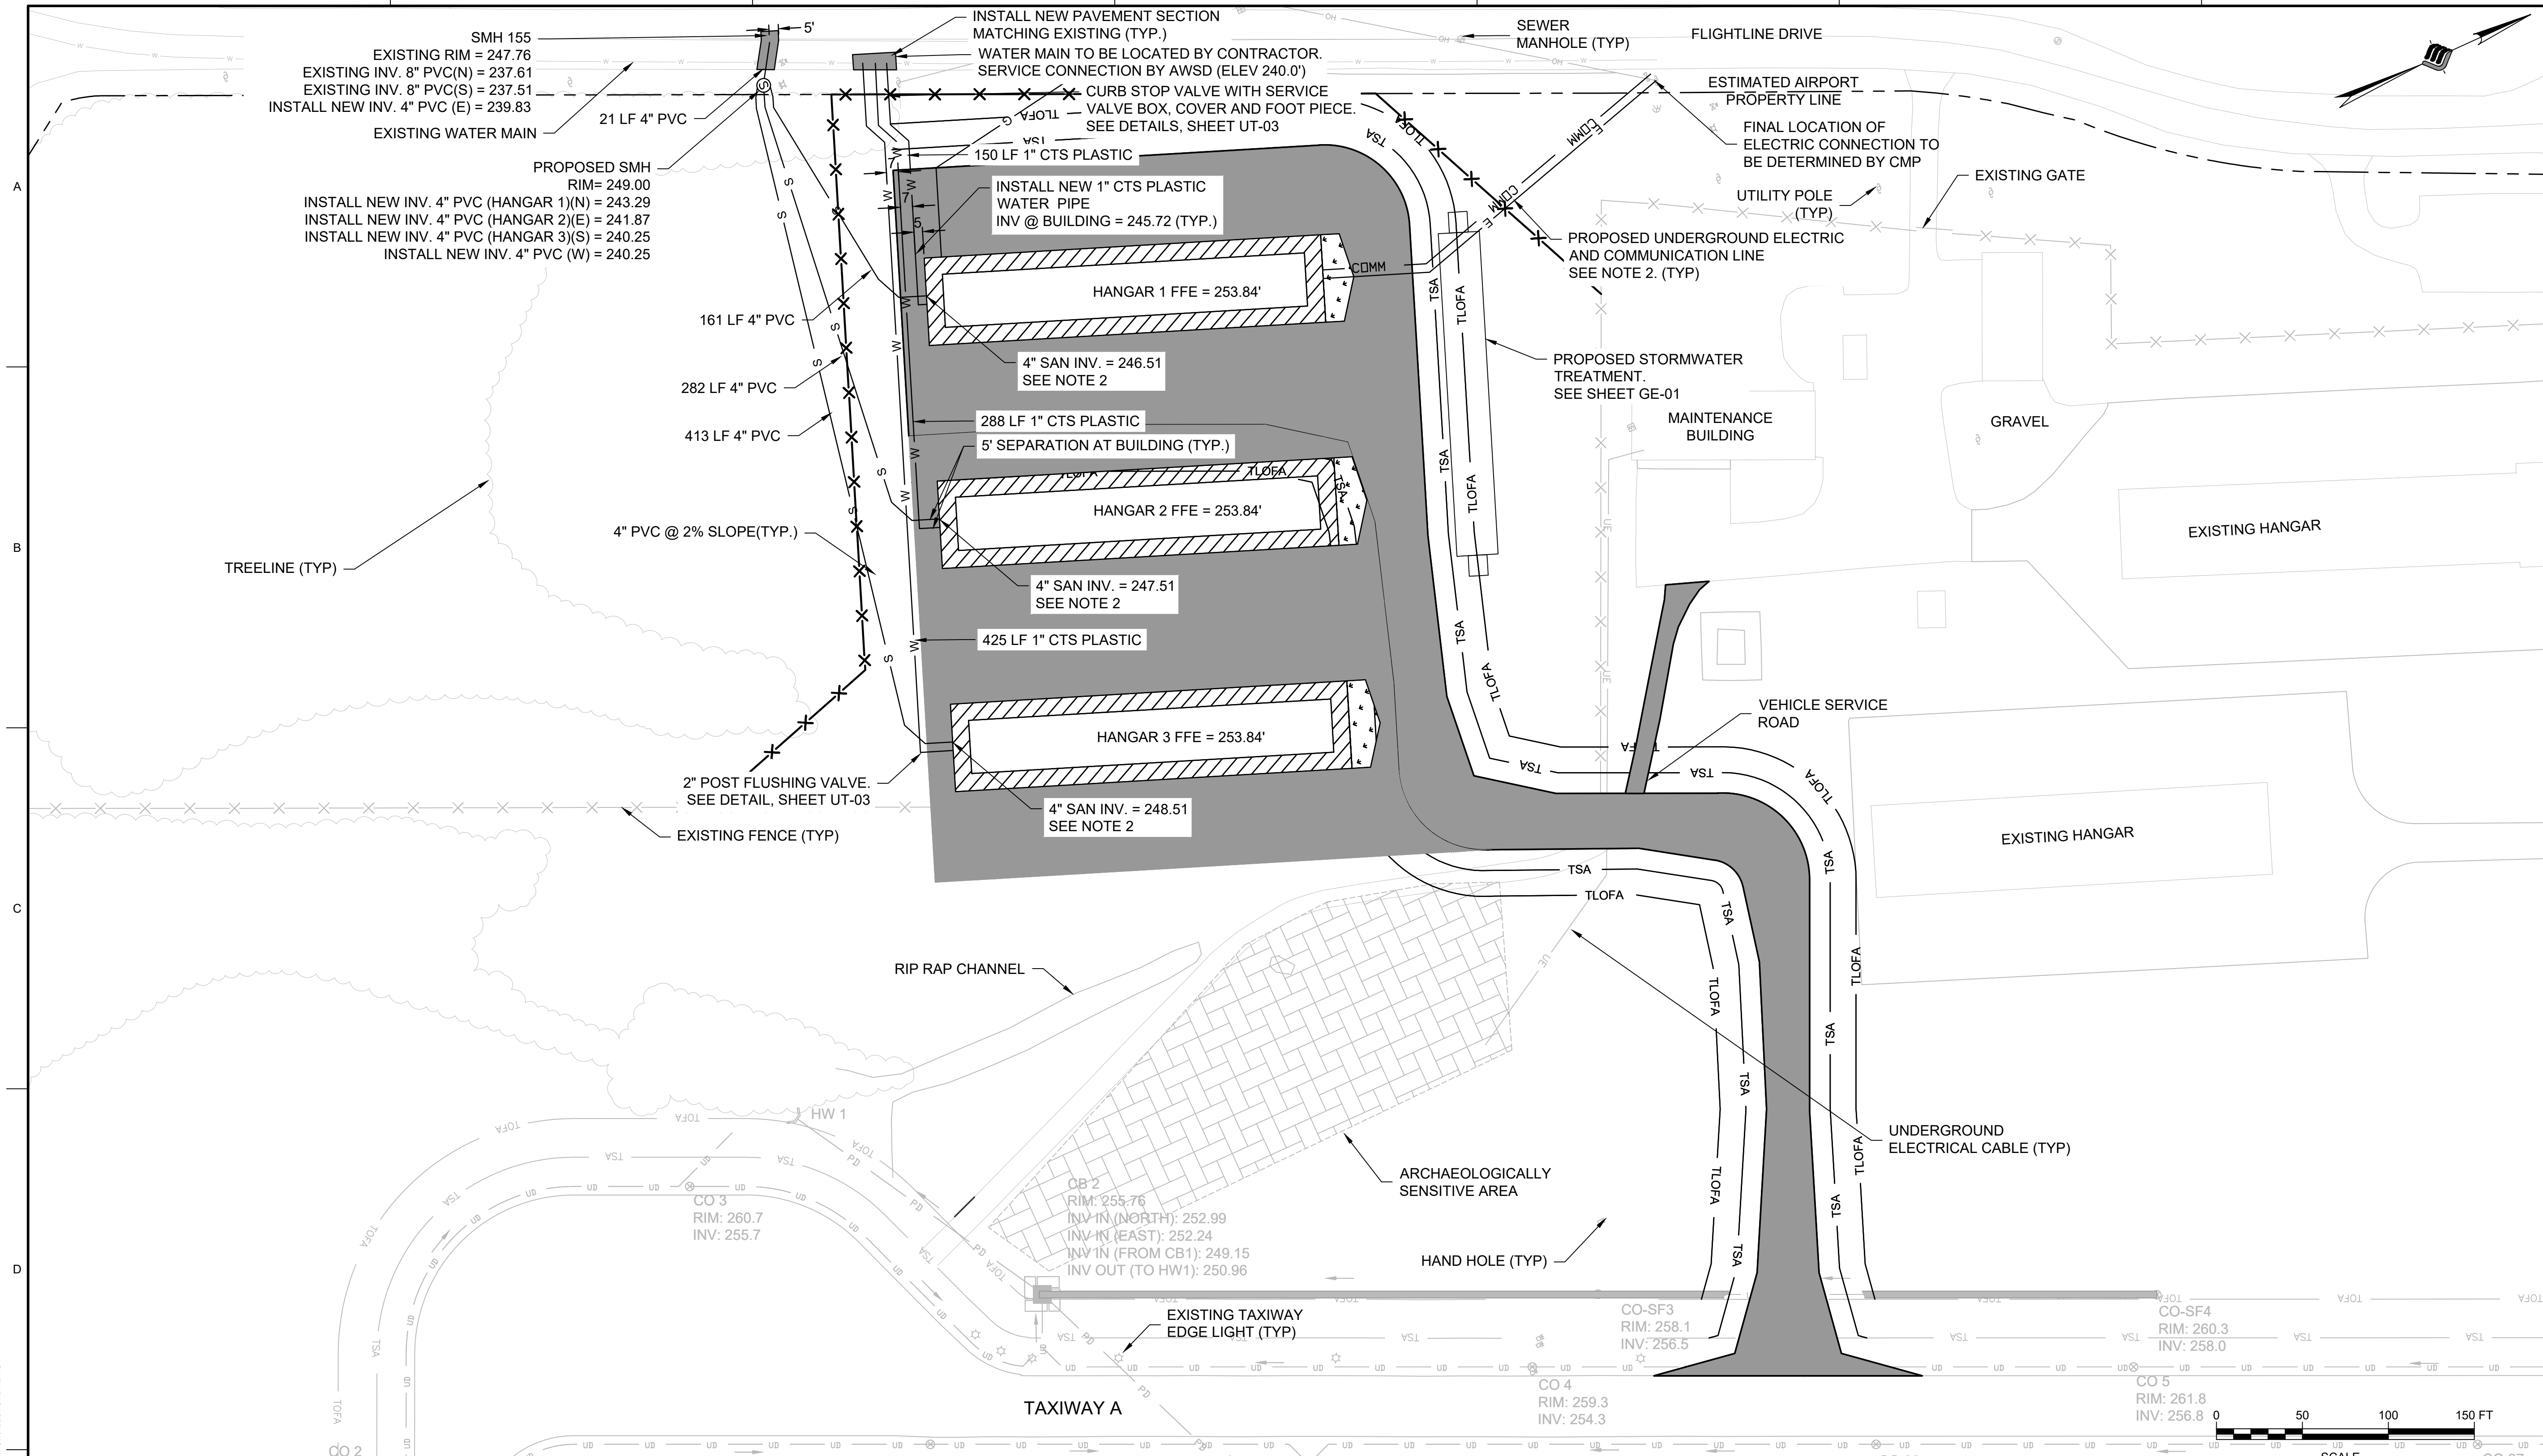 5'
INSTALL NEW PAVEMENT SECTION
MATCHING EXISTING (TYP.)
WATER MAIN TO BE LOCATED BY CONTRACTOR.
SERVICE CONNECTION BY AWSD (ELEV 240.0')
CURB STOP VALVE WITH SERVICE
VALVE BOX, COVER AND FOOT PIECE.
SEE DETAILS, SHEET UT-03
SEWER
MANHOLE (TYP)
FLIGHTLINE DRIVE
SMH 155
EXISTING RIM = 247.76
EXISTING INV. 8" PVC(N) = 237.61
EXISTING INV. 8" PVC(S) = 237.51
INSTALL NEW INV. 4" PVC (E) = 239.83
EXISTING WATER MAIN
21 LF 4" PVC
ESTIMATED AIRPORT
PROPERTY LINE
FINAL LOCATION OF
ELECTRIC CONNECTION TO
BE DETERMINED BY CMP
EXISTING GATE
UTILITY POLE
(TYP)
PROPOSED SMH
RIM= 249.00
INSTALL NEW INV. 4" PVC (HANGAR 1)(N) = 243.29
INSTALL NEW INV. 4" PVC (HANGAR 2)(E) = 241.87
INSTALL NEW INV. 4" PVC (HANGAR 3)(S) = 240.25
INSTALL NEW INV. 4" PVC (W) = 240.25
150 LF 1" CTS PLASTIC
INSTALL NEW 1" CTS PLASTIC
WATER PIPE
INV @ BUILDING = 245.72 (TYP.)
7
7
5
A
PROPOSED UNDERGROUND ELECTRIC
AND COMMUNICATION LINE
SEE NOTE 2. (TYP)
COMM
COMM
COMM
E
E
G
HANGAR 1 FFE = 253.84'
161 LF 4" PVC
4" SAN INV. = 246.51
SEE NOTE 2
PROPOSED STORMWATER
TREATMENT.
SEE SHEET GE-01
282 LF 4" PVC
413 LF 4" PVC
288 LF 1" CTS PLASTIC
5' SEPARATION AT BUILDING (TYP.)
MAINTENANCE
BUILDING
GRAVEL
HANGAR 2 FFE = 253.84'
TLOFA
TLOFA
TSA
4" PVC @ 2% SLOPE(TYP.)
EXISTING HANGAR
B
TREELINE (TYP)
4" SAN INV. = 247.51
SEE NOTE 2
425 LF 1" CTS PLASTIC
HANGAR 3 FFE = 253.84'
VEHICLE SERVICE
ROAD
2" POST FLUSHING VALVE.
SEE DETAIL, SHEET UT-03
4" SAN INV. = 248.51
SEE NOTE 2
EXISTING FENCE (TYP)
EXISTING HANGAR
TSA
TLOFA
C
RIP RAP CHANNEL
UE
UNDERGROUND
ELECTRICAL CABLE (TYP)
HW 1
ARCHAEOLOGICALLY
SENSITIVE AREA
CO 3
RIM: 260.7
INV: 255.7
CB 2
RIM: 255.76
INV IN (NORTH): 252.99
INV IN (EAST): 252.24
INV IN (FROM CB1): 249.15
INV OUT (TO HW1): 250.96
HAND HOLE (TYP)
D
EXISTING TAXIWAY
EDGE LIGHT (TYP)
CO-SF3
RIM: 258.1
INV: 256.5
CO-SF4
RIM: 260.3
INV: 258.0
TAXIWAY A
CO 4
RIM: 259.3
INV: 254.3
CO 5
RIM: 261.8
INV: 256.8
0 50 100 150 FT
SCALE
CO 2